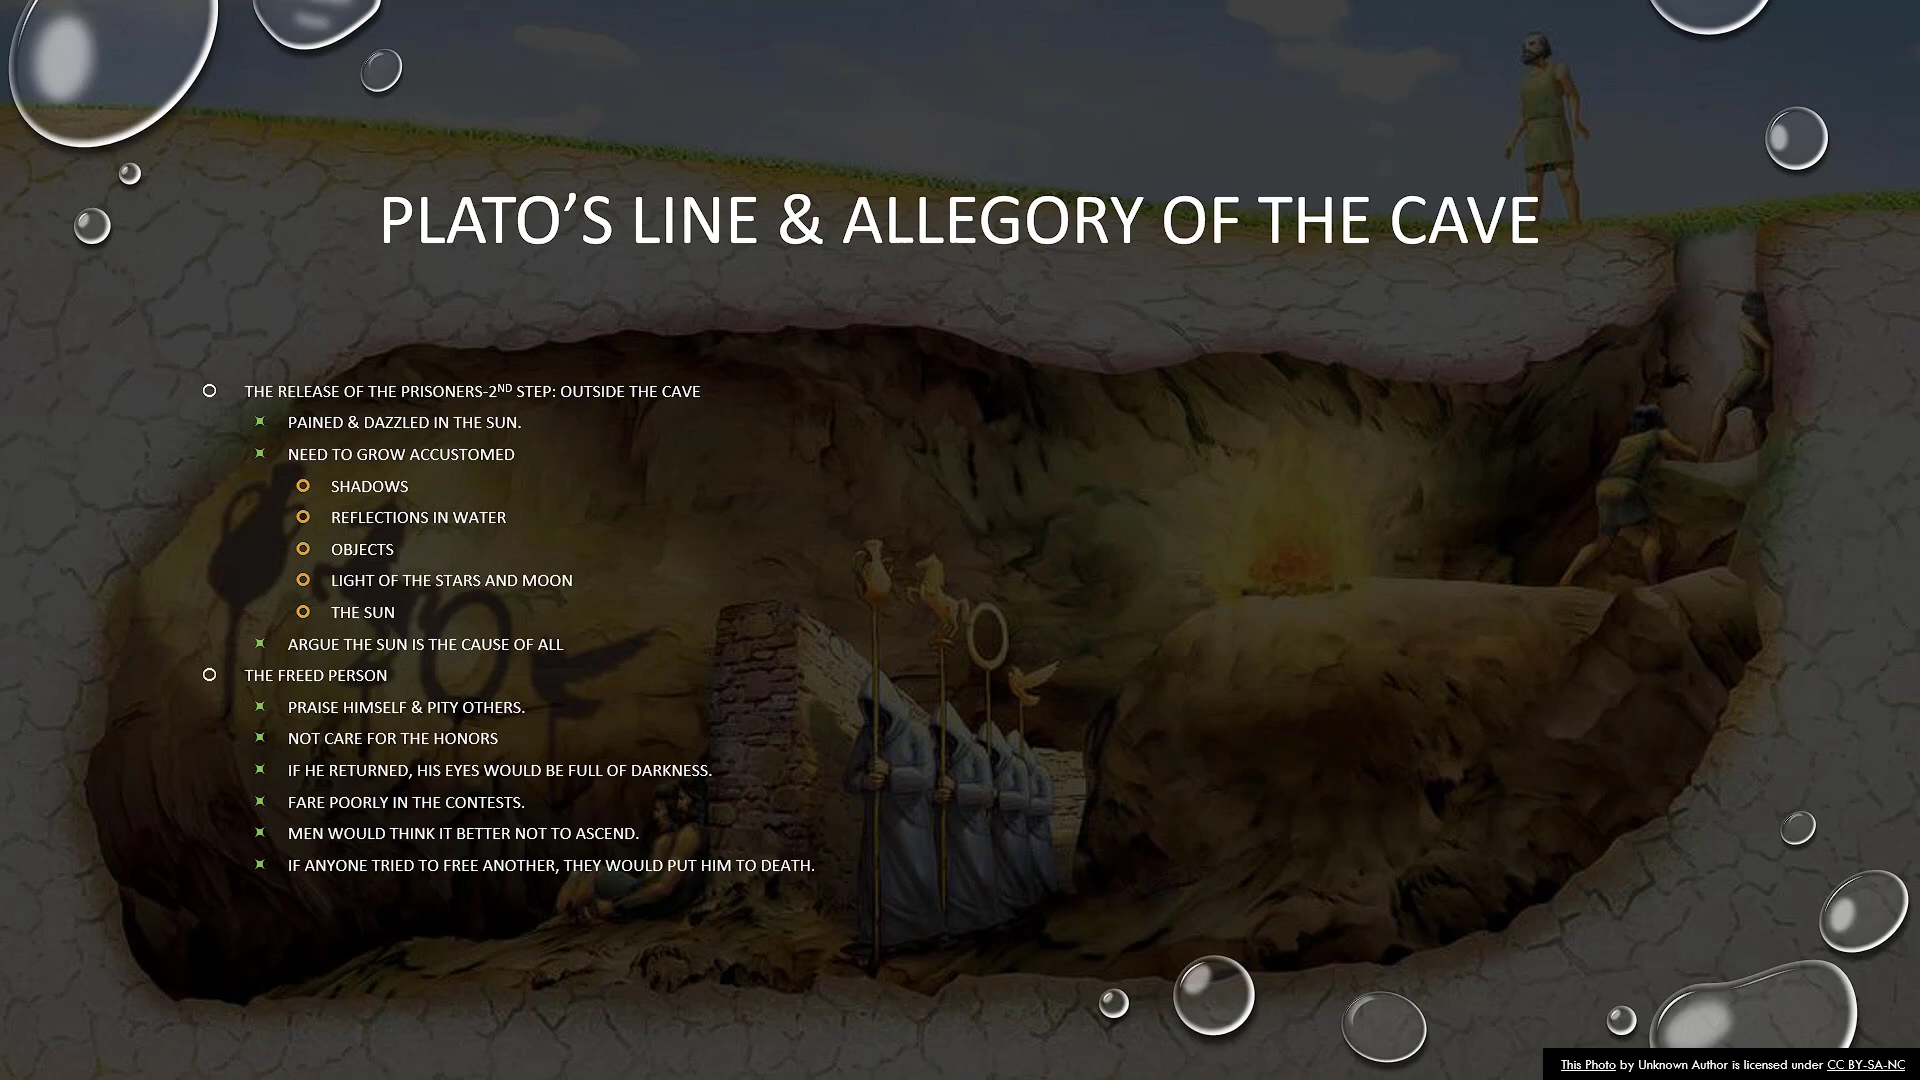 PLATO’S LINE & ALLEGORY OF THE CAVE
THE RELEASE OF THE PRISONERS-2ND STEP: OUTSIDE THE CAVE
PAINED & DAZZLED IN THE SUN.
NEED TO GROW ACCUSTOMED
SHADOWS
REFLECTIONS IN WATER
OBJECTS
LIGHT OF THE STARS AND MOON
THE SUN
ARGUE THE SUN IS THE CAUSE OF ALL
THE FREED PERSON
PRAISE HIMSELF & PITY OTHERS.
NOT CARE FOR THE HONORS
IF HE RETURNED, HIS EYES WOULD BE FULL OF DARKNESS.
FARE POORLY IN THE CONTESTS.
MEN WOULD THINK IT BETTER NOT TO ASCEND.
IF ANYONE TRIED TO FREE ANOTHER, THEY WOULD PUT HIM TO DEATH.
This Photo by Unknown Author is licensed under CC BY-SA-NC